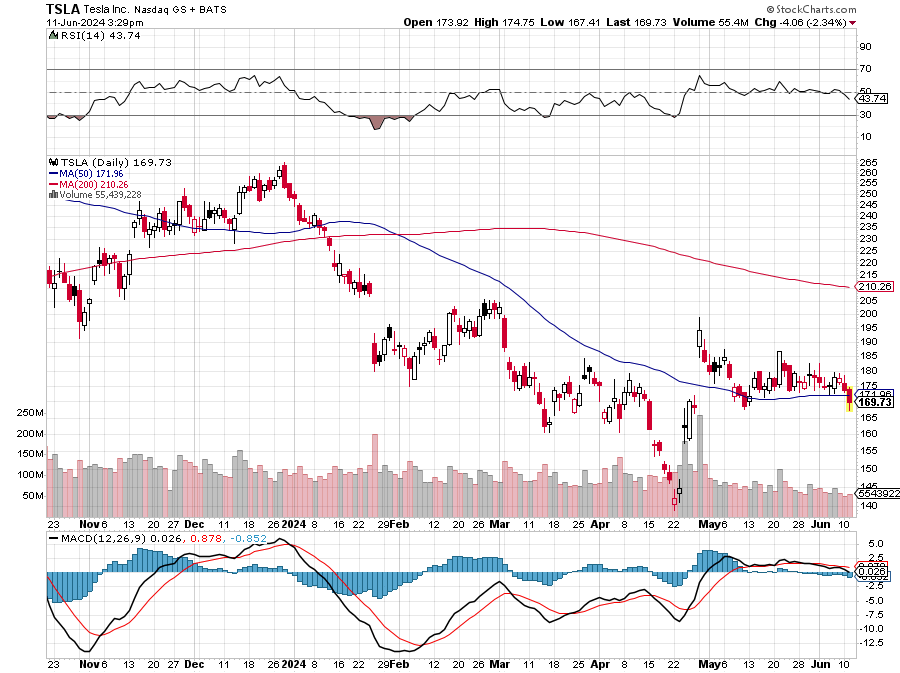 TSLA Tesla Inc. Nasdaq GS + BATS
© StockCharts.com
11-Jun-2024 3:29pm
Open 173.92 High 174.75 Low 167.41 Last 169.73 Volume 55.4M Chg -4.06 (-2.34%)
RSI(14) 43.74
90
70
50
43.74
30
10
TSLA (Daily) 169.73
MA(50) 171.96
MA(200) 210.26
Volume 55,439,228
265
260
255
250
245
240
235
230
225
220
215
210.26
205
200
195
190
185
180
175
171.96
169.73
165
160
155
150
145
140
250M
200M
150M
100M
50M
5543922
23 Nov 6 13 20 27 Dec 11 18 26 2024 8 16 22 29 Feb 12 20 26 Mar 11 18 25 Apr 8 15 22 May 6 13 20 28 Jun 10
MACD(12,26,9) 0.026, 0.878, -0.852
5.0
2.5
0.878
0.026
-0.852
-2.5
-5.0
-7.5
-10.0
-12.5
23 Nov 6 13 20 27 Dec 11 18 26 2024 8 16 22 29 Feb 12 20 26 Mar 11 18 25 Apr 8 15 22 May 6 13 20 28 Jun 10